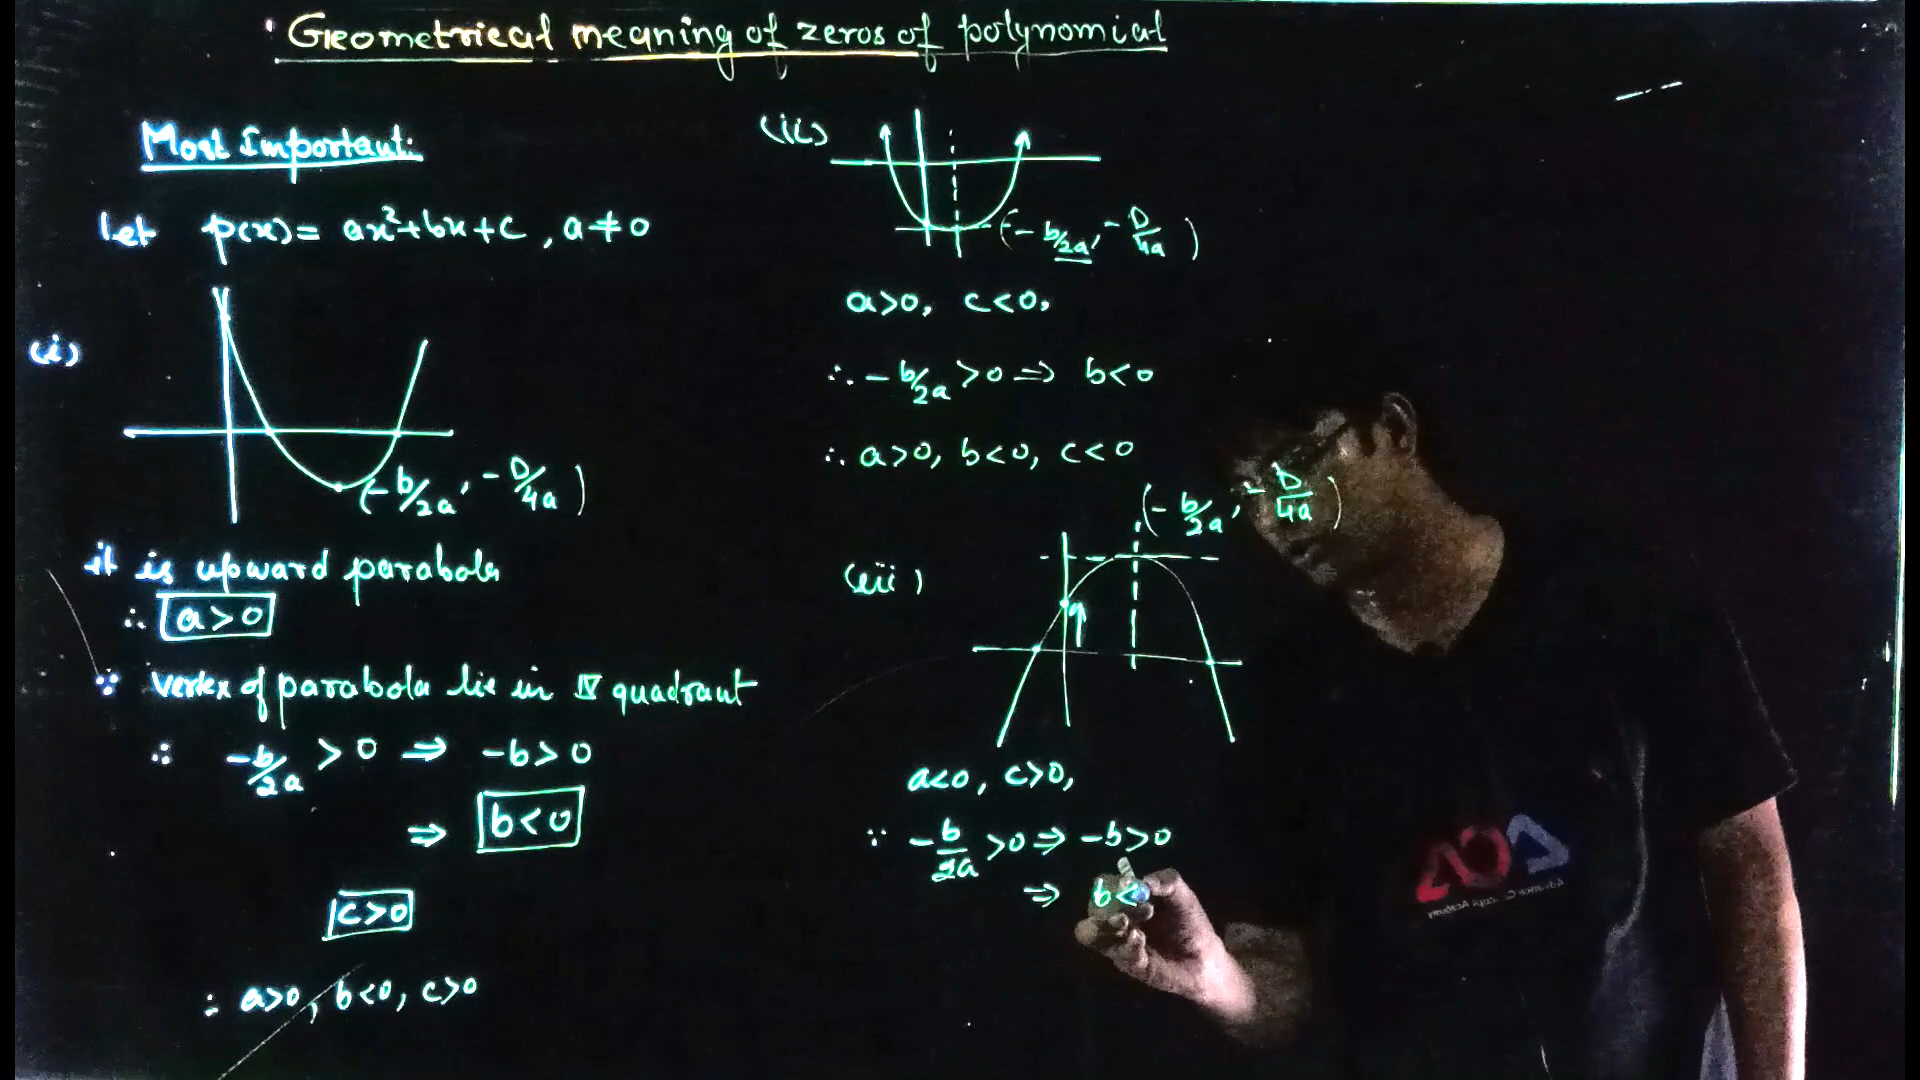 Geometrical meaning of zeros of polynomial
Most Important:
let p(x) = ax²+bx+c , a ≠ 0
(i)
(-b/2a, -D/4a)
it is upward parabola
∴ a>0
∵ vertex of parabola lie in IV quadrant
∴ -b/2a > 0 ⇒ -b > 0
⇒ b<0
c>0
∴ a>0, b<0, c>0
(ii)
(-b/2a, -D/4a)
a>0, c<0,
∴ -b/2a >0 ⇒ b<0
∴ a>0, b<0, c<0
(-b/2a, -D/4a)
(iii)
a<0, c>0,
∵ -b/2a >0 ⇒ -b>0
⇒ b<0